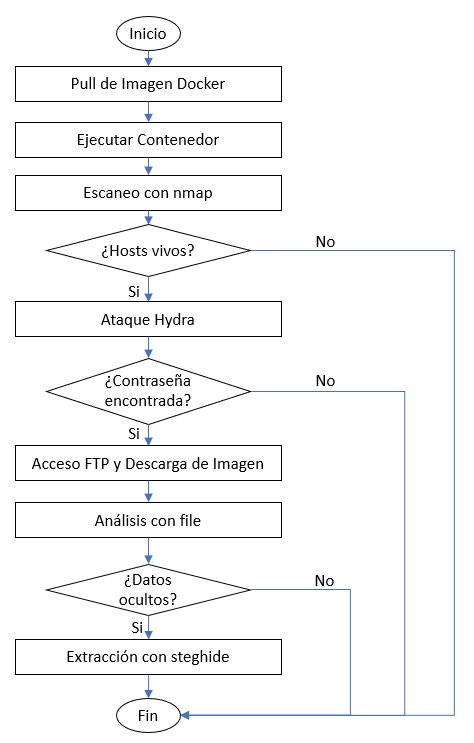 Inicio
Pull de Imagen Docker
Ejecutar Contenedor
Escaneo con nmap
¿Hosts vivos?
No
Si
Ataque Hydra
¿Contraseña
encontrada?
No
Si
Acceso FTP y Descarga de Imagen
Análisis con file
¿Datos
ocultos?
No
Si
Extracción con steghide
Fin